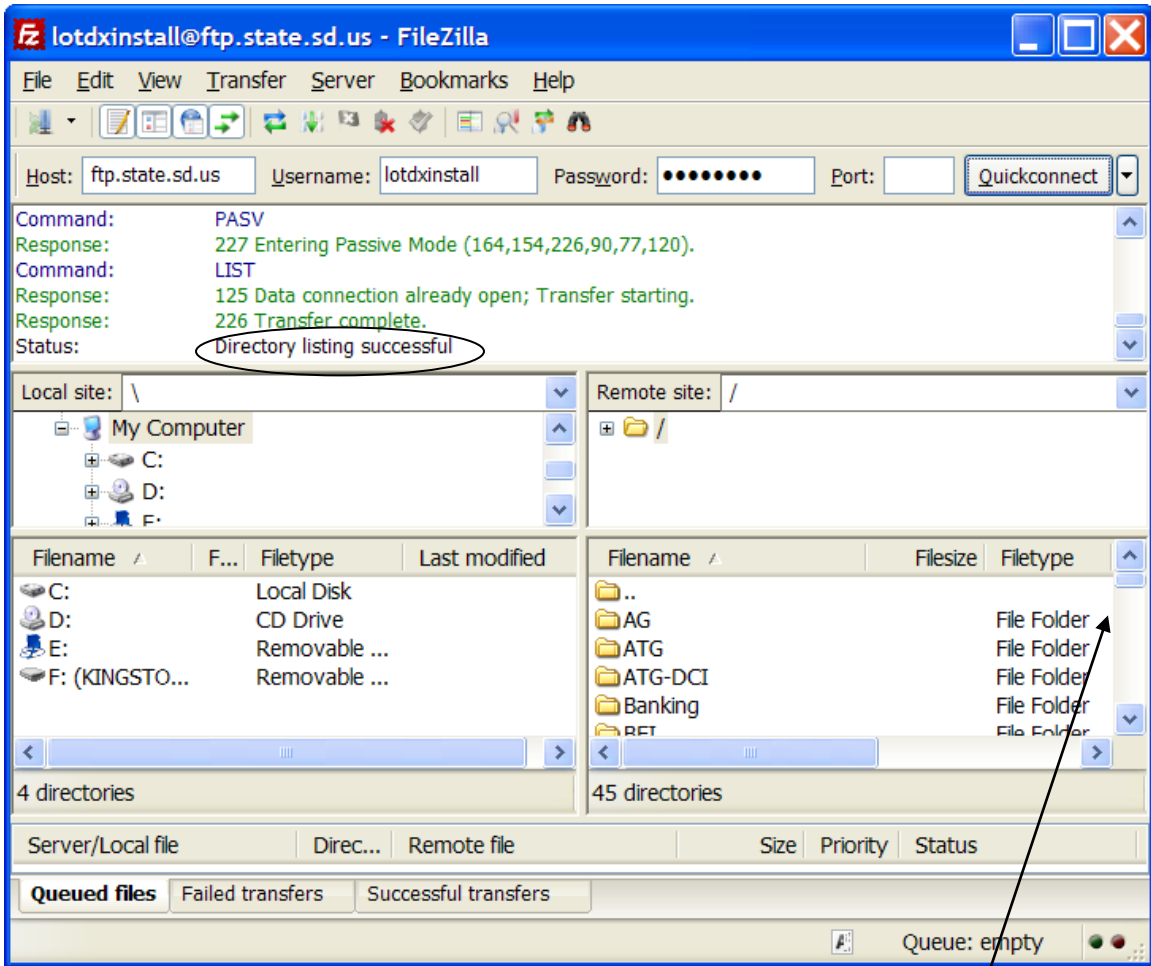 lotdxinstall@ftp.state.sd.us - FileZilla
File Edit View Transfer Server Bookmarks Help
Host: ftp.state.sd.us Username: lotdxinstall Password: ●●●●●●●● Port: Quickconnect
Command: PASV
Response: 227 Entering Passive Mode (164,154,226,90,77,120).
Command: LIST
Response: 125 Data connection already open; Transfer starting.
Response: 226 Transfer complete.
Status: Directory listing successful
Local site: \
My Computer
C:
D:
E:
Remote site: /
/
Filename F... Filetype Last modified
C: Local Disk
D: CD Drive
E: Removable ...
F: (KINGSTO... Removable ...
4 directories
Filename Filesize Filetype
..
AG File Folder
ATG File Folder
ATG-DCI File Folder
Banking File Folder
BFI File Folder
45 directories
Server/Local file Direc... Remote file Size Priority Status
Queued files Failed transfers Successful transfers
Queue: empty